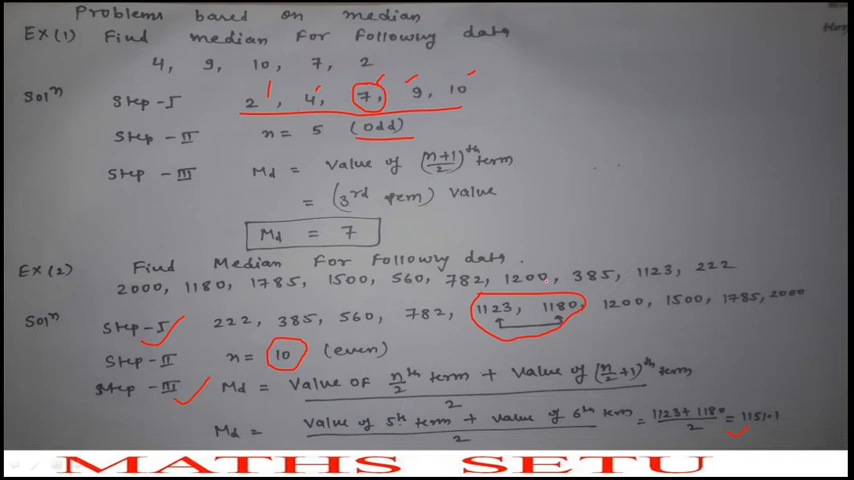 Problems based on median
EX(1) Find median for following data
4, 9, 10, 7, 2
Solⁿ
Step-I 2, 4, 7, 9, 10
Step-II n = 5 (odd)
Step-III Md = Value of (n+1/2)th term
= (3rd term) value
Md = 7
EX(2) Find Median for following data.
2000, 1180, 1785, 1500, 560, 782, 1200, 385, 1123, 222
Solⁿ
Step-I 222, 385, 560, 782, 1123, 1180, 1200, 1500, 1785, 2000
Step-II n = 10 (even)
Step-III Md = Value of n/2 th term + Value of (n/2+1)th term / 2
Md = Value of 5th term + Value of 6th term / 2 = 1123+1180 / 2 =
MATHS SETU